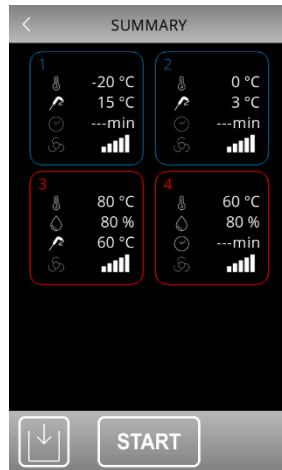 SUMMARY
1
-20 °C
15 °C
---min
2
0 °C
3 °C
---min
3
80 °C
80 %
60 °C
4
60 °C
80 %
---min
START